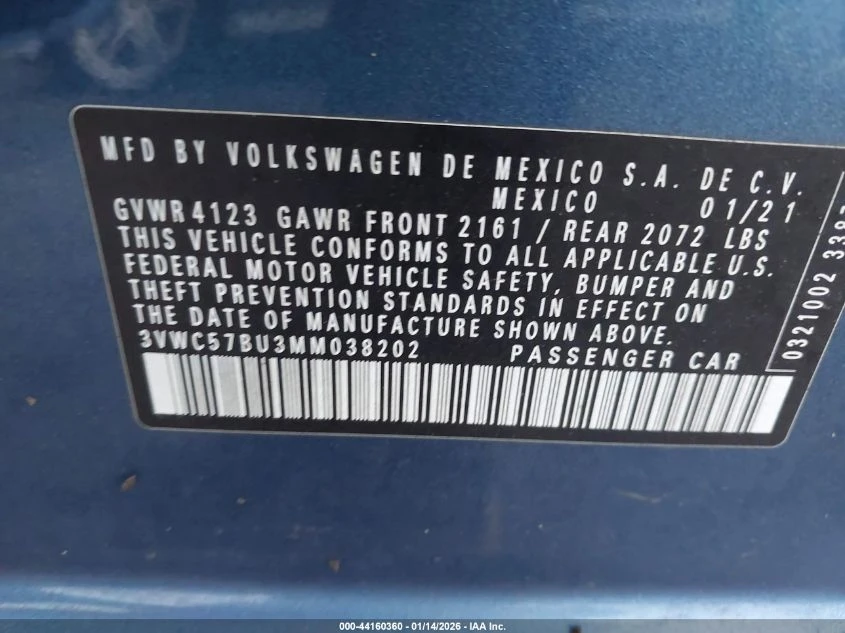 MFD BY VOLKSWAGEN DE MEXICO S.A. DE C.V.
MEXICO 01/21
GVWR 4123 GAWR FRONT 2161 / REAR 2072 LBS
THIS VEHICLE CONFORMS TO ALL APPLICABLE U.S.
FEDERAL MOTOR VEHICLE SAFETY, BUMPER AND
THEFT PREVENTION STANDARDS IN EFFECT ON
THE DATE OF MANUFACTURE SHOWN ABOVE.
3VWC57BU3MM038202 PASSENGER CAR
0321002
000-44160360 - 01/14/2026 - IAA Inc.